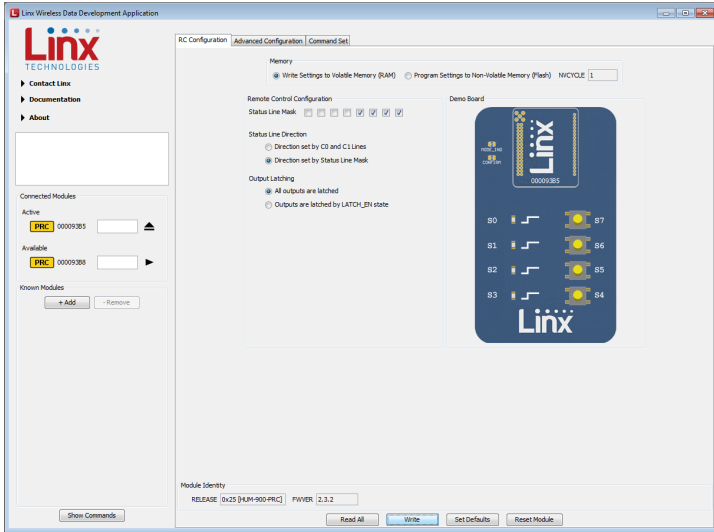 Linx Wireless Data Development Application
Linx
TECHNOLOGIES
Contact Linx
Documentation
About
Connected Modules
Active
PRC 000093B5
Available
PRC 000093B8
Known Modules
+ Add - Remove
Show Commands
RC Configuration Advanced Configuration Command Set
Memory
Write Settings to Volatile Memory (RAM) Program Settings to Non-Volatile Memory (Flash) NVCYCLE 1
Remote Control Configuration
Status Line Mask
Status Line Direction
Direction set by C0 and C1 Lines
Direction set by Status Line Mask
Output Latching
All outputs are latched
Outputs are latched by LATCH_EN state
Demo Board
Linx
MODE_IND
CONFIRM
000093B5
S0 S7
S1 S6
S2 S5
S3 S4
Linx
Module Identity
RELEASE 0x25 [HUM-900-PRC] FWVER 2.3.2
Read All Write Set Defaults Reset Module